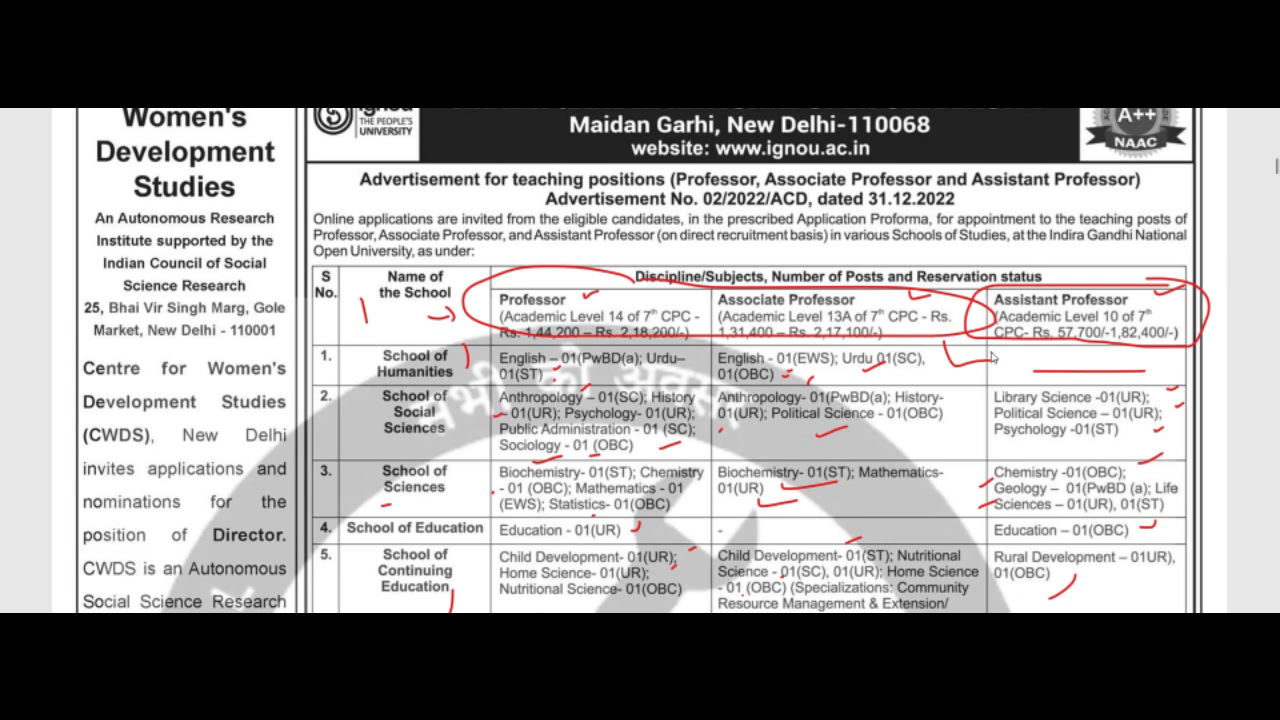 Women's
Development
Studies
An Autonomous Research
Institute supported by the
Indian Council of Social
Science Research
25, Bhai Vir Singh Marg, Gole
Market, New Delhi - 110001
Centre for Women's
Development Studies
(CWDS), New Delhi
invites applications and
nominations for the
position of Director.
CWDS is an Autonomous
Social Science Research
ignou
THE PEOPLE'S
UNIVERSITY
Maidan Garhi, New Delhi-110068
website: www.ignou.ac.in
A++
NAAC
Advertisement for teaching positions (Professor, Associate Professor and Assistant Professor)
Advertisement No. 02/2022/ACD, dated 31.12.2022
Online applications are invited from the eligible candidates, in the prescribed Application Proforma, for appointment to the teaching posts of
Professor, Associate Professor, and Assistant Professor (on direct recruitment basis) in various Schools of Studies, at the Indira Gandhi National
Open University, as under:
S
No.
Name of
the School
Discipline/Subjects, Number of Posts and Reservation status
Professor
(Academic Level 14 of 7th CPC -
Rs. 1,44,200 – Rs. 2,18,200/-)
Associate Professor
(Academic Level 13A of 7th CPC - Rs.
1,31,400 – Rs. 2,17,100/-)
Assistant Professor
(Academic Level 10 of 7th
CPC- Rs. 57,700/-1,82,400/-)
1.
School of
Humanities
English – 01(PwBD(a); Urdu–
01(ST)
English - 01(EWS); Urdu 01(SC),
01(OBC)
2.
School of
Social
Sciences
Anthropology – 01(SC); History
– 01(UR); Psychology- 01(UR);
Public Administration - 01 (SC);
Sociology - 01 (OBC)
Anthropology- 01(PwBD(a); History-
01(UR); Political Science - 01(OBC)
Library Science -01(UR);
Political Science – 01(UR);
Psychology -01(ST)
3.
School of
Sciences
Biochemistry- 01(ST); Chemistry
- 01 (OBC); Mathematics - 01
(EWS); Statistics- 01(OBC)
Biochemistry- 01(ST); Mathematics-
01(UR)
Chemistry -01(OBC);
Geology – 01(PwBD (a); Life
Sciences – 01(UR), 01(ST)
4.
School of Education
Education - 01(UR)
-
Education – 01(OBC)
5.
School of
Continuing
Education
Child Development- 01(UR);
Home Science- 01(UR);
Nutritional Science- 01(OBC)
Child Development- 01(ST); Nutritional
Science - 01(SC), 01(UR); Home Science
- 01 (OBC) (Specializations: Community
Resource Management & Extension/
Rural Development – 01UR),
01(OBC)